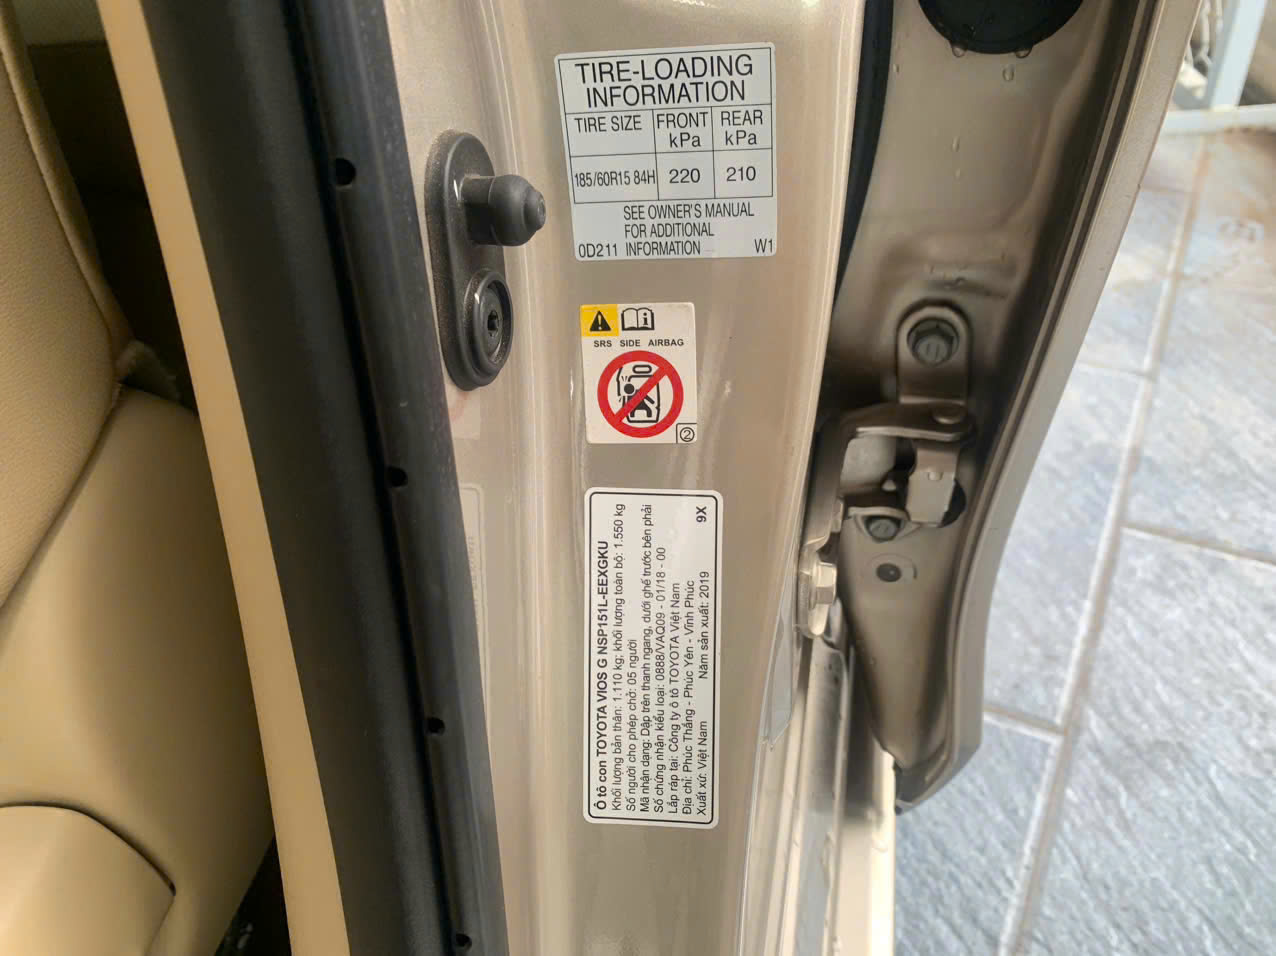 TIRE-LOADING
INFORMATION
TIRE SIZE FRONT kPa REAR kPa
185/60R15 84H 220 210
SEE OWNER'S MANUAL
FOR ADDITIONAL
0D211 INFORMATION W1
SRS SIDE AIRBAG
2
Ô tô con TOYOTA VIOS G NSP151L-EEXGKU
Khối lượng bản thân: 1.110 kg; khối lượng toàn bộ: 1.550 kg
Số người cho phép chở: 05 người
Mã nhận dạng: Dập trên thanh ngang, dưới ghế trước bên phải
Số chứng nhận kiểu loại: 0888/VAQ09 - 01/18 - 00
Lắp ráp tại: Công ty ô tô TOYOTA Việt Nam
Địa chỉ: Phúc Thắng - Phúc Yên - Vĩnh Phúc
Xuất xứ: Việt Nam Năm sản xuất: 2019 9X